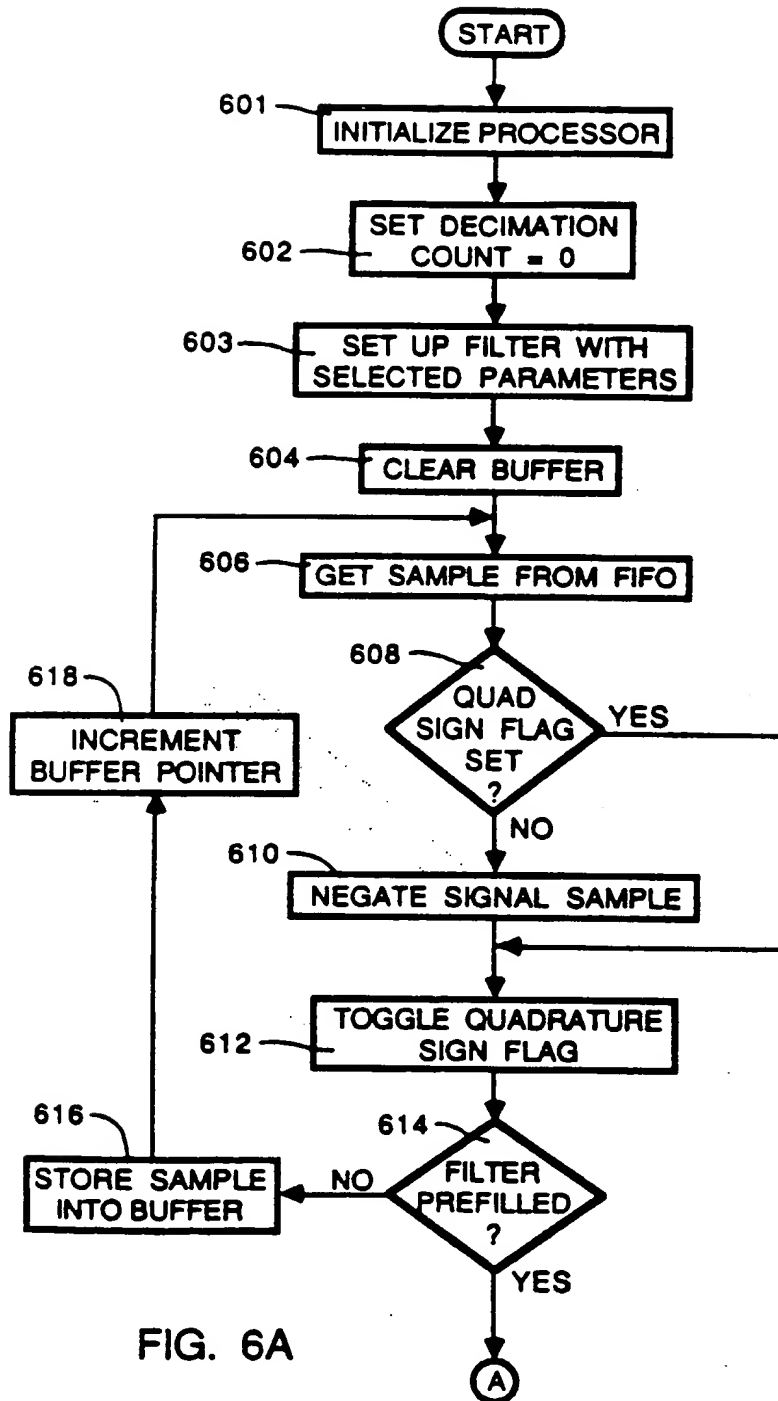 START
601
INITIALIZE PROCESSOR
SET DECIMATION
602
COUNT = 0
603
SET UP FILTER WITH
SELECTED PARAMETERS
604
CLEAR BUFFER
606
GET SAMPLE FROM FIFO
608
618
QUAD
SIGN FLAG
SET
?
YES
INCREMENT
BUFFER POINTER
NO
610
NEGATE SIGNAL SAMPLE
TOGGLE QUADRATURE
612
SIGN FLAG
616
614
STORE SAMPLE
INTO BUFFER
NO
FILTER
PREFILLED
?
YES
FIG. 6A
A